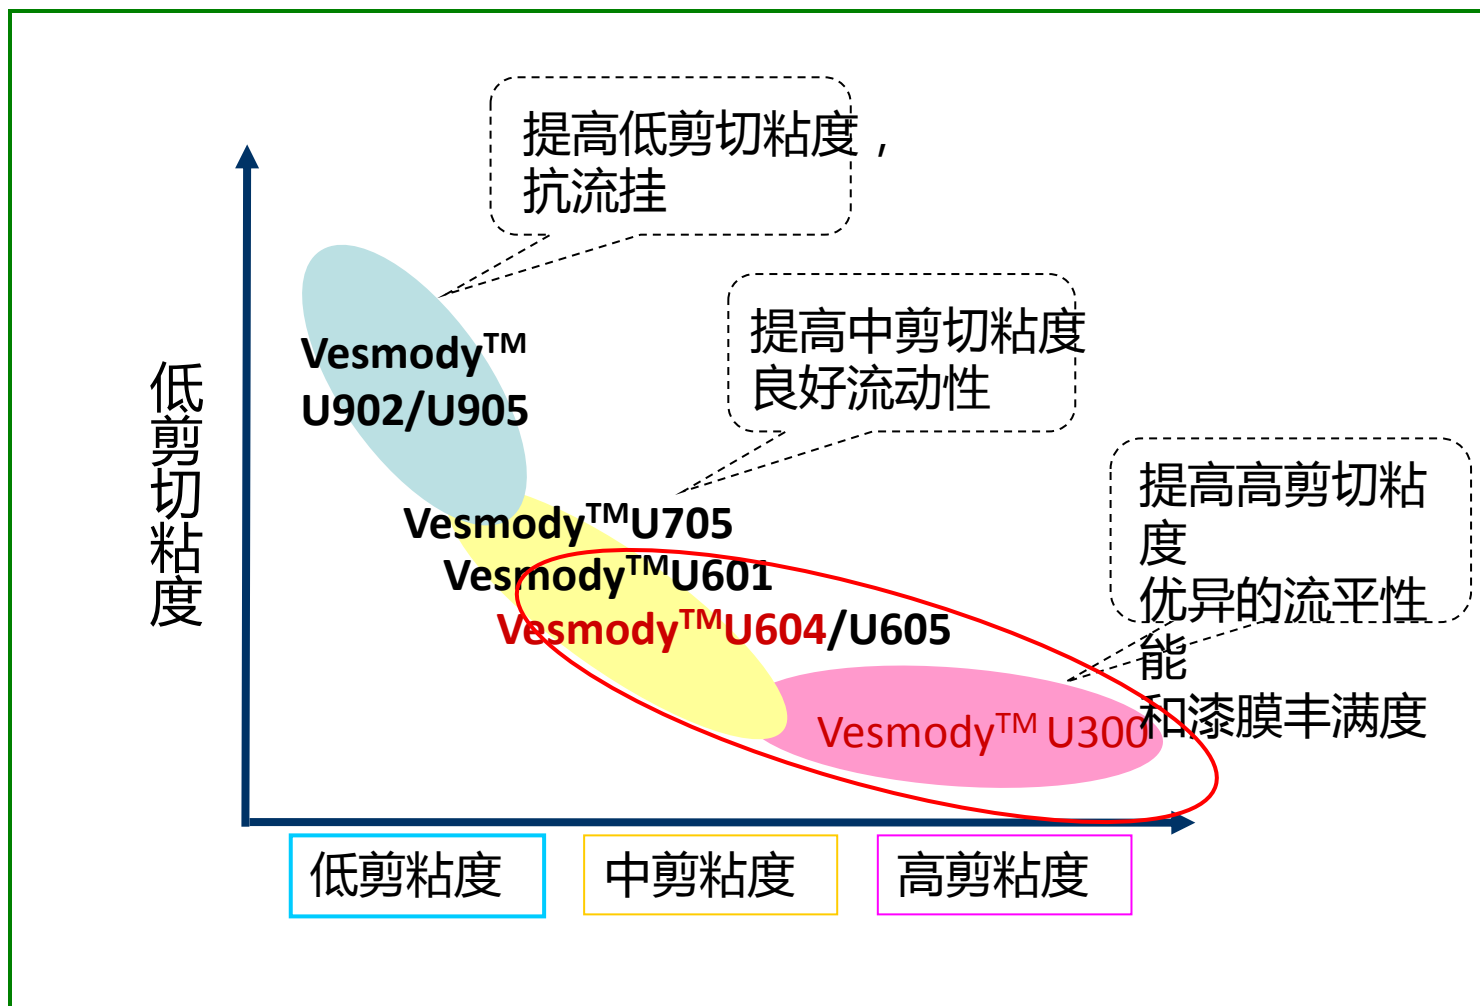 提高低剪切粘度，
抗流挂
提高中剪切粘度
良好流动性
提高高剪切粘
度
优异的流平性
能
和漆膜丰满度
低剪切粘度
Vesmody™
U902/U905
Vesmody™U705
Vesmody™U601
Vesmody™U604/U605
Vesmody™ U300
低剪粘度
中剪粘度
高剪粘度